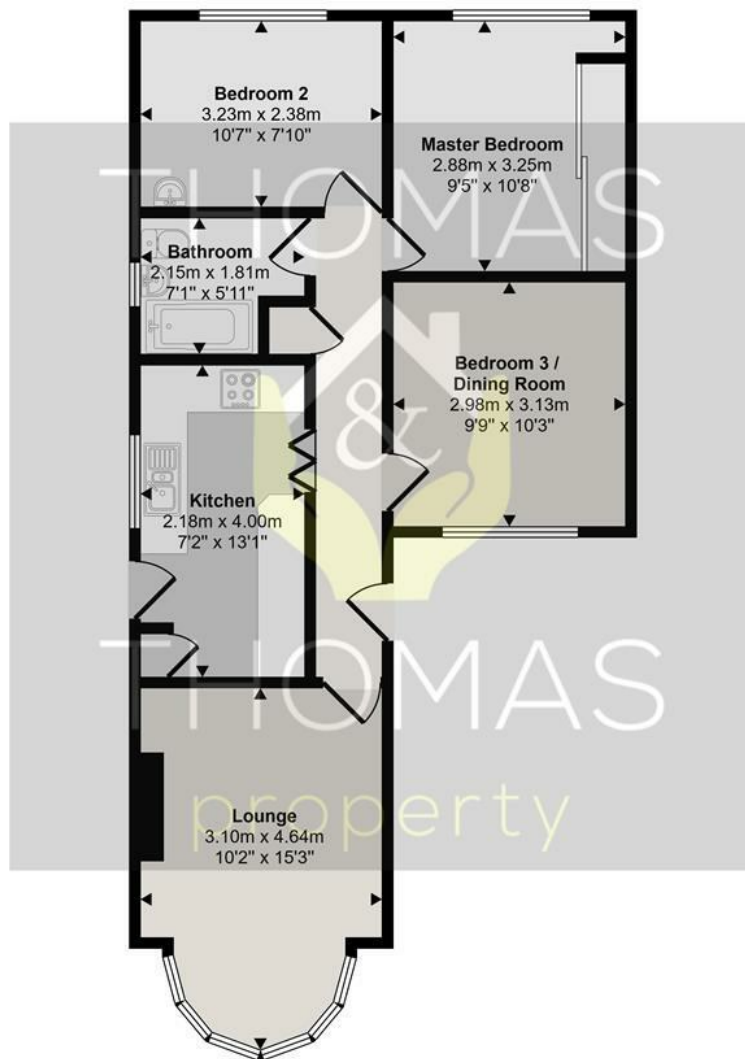 Bedroom 2
3.23m x 2.38m
10'7" x 7'10"
Master Bedroom
2.88m x 3.25m
9'5" x 10'8"
THOMAS
Bathroom
2.15m x 1.81m
7'1" x 5'11"
Bedroom 3 /
Dining Room
2.98m x 3.13m
9'9" x 10'3"
&
Kitchen
2.18m x 4.00m
7'2" x 13'1"
THOMAS
property
Lounge
3.10m x 4.64m
10'2" x 15'3"